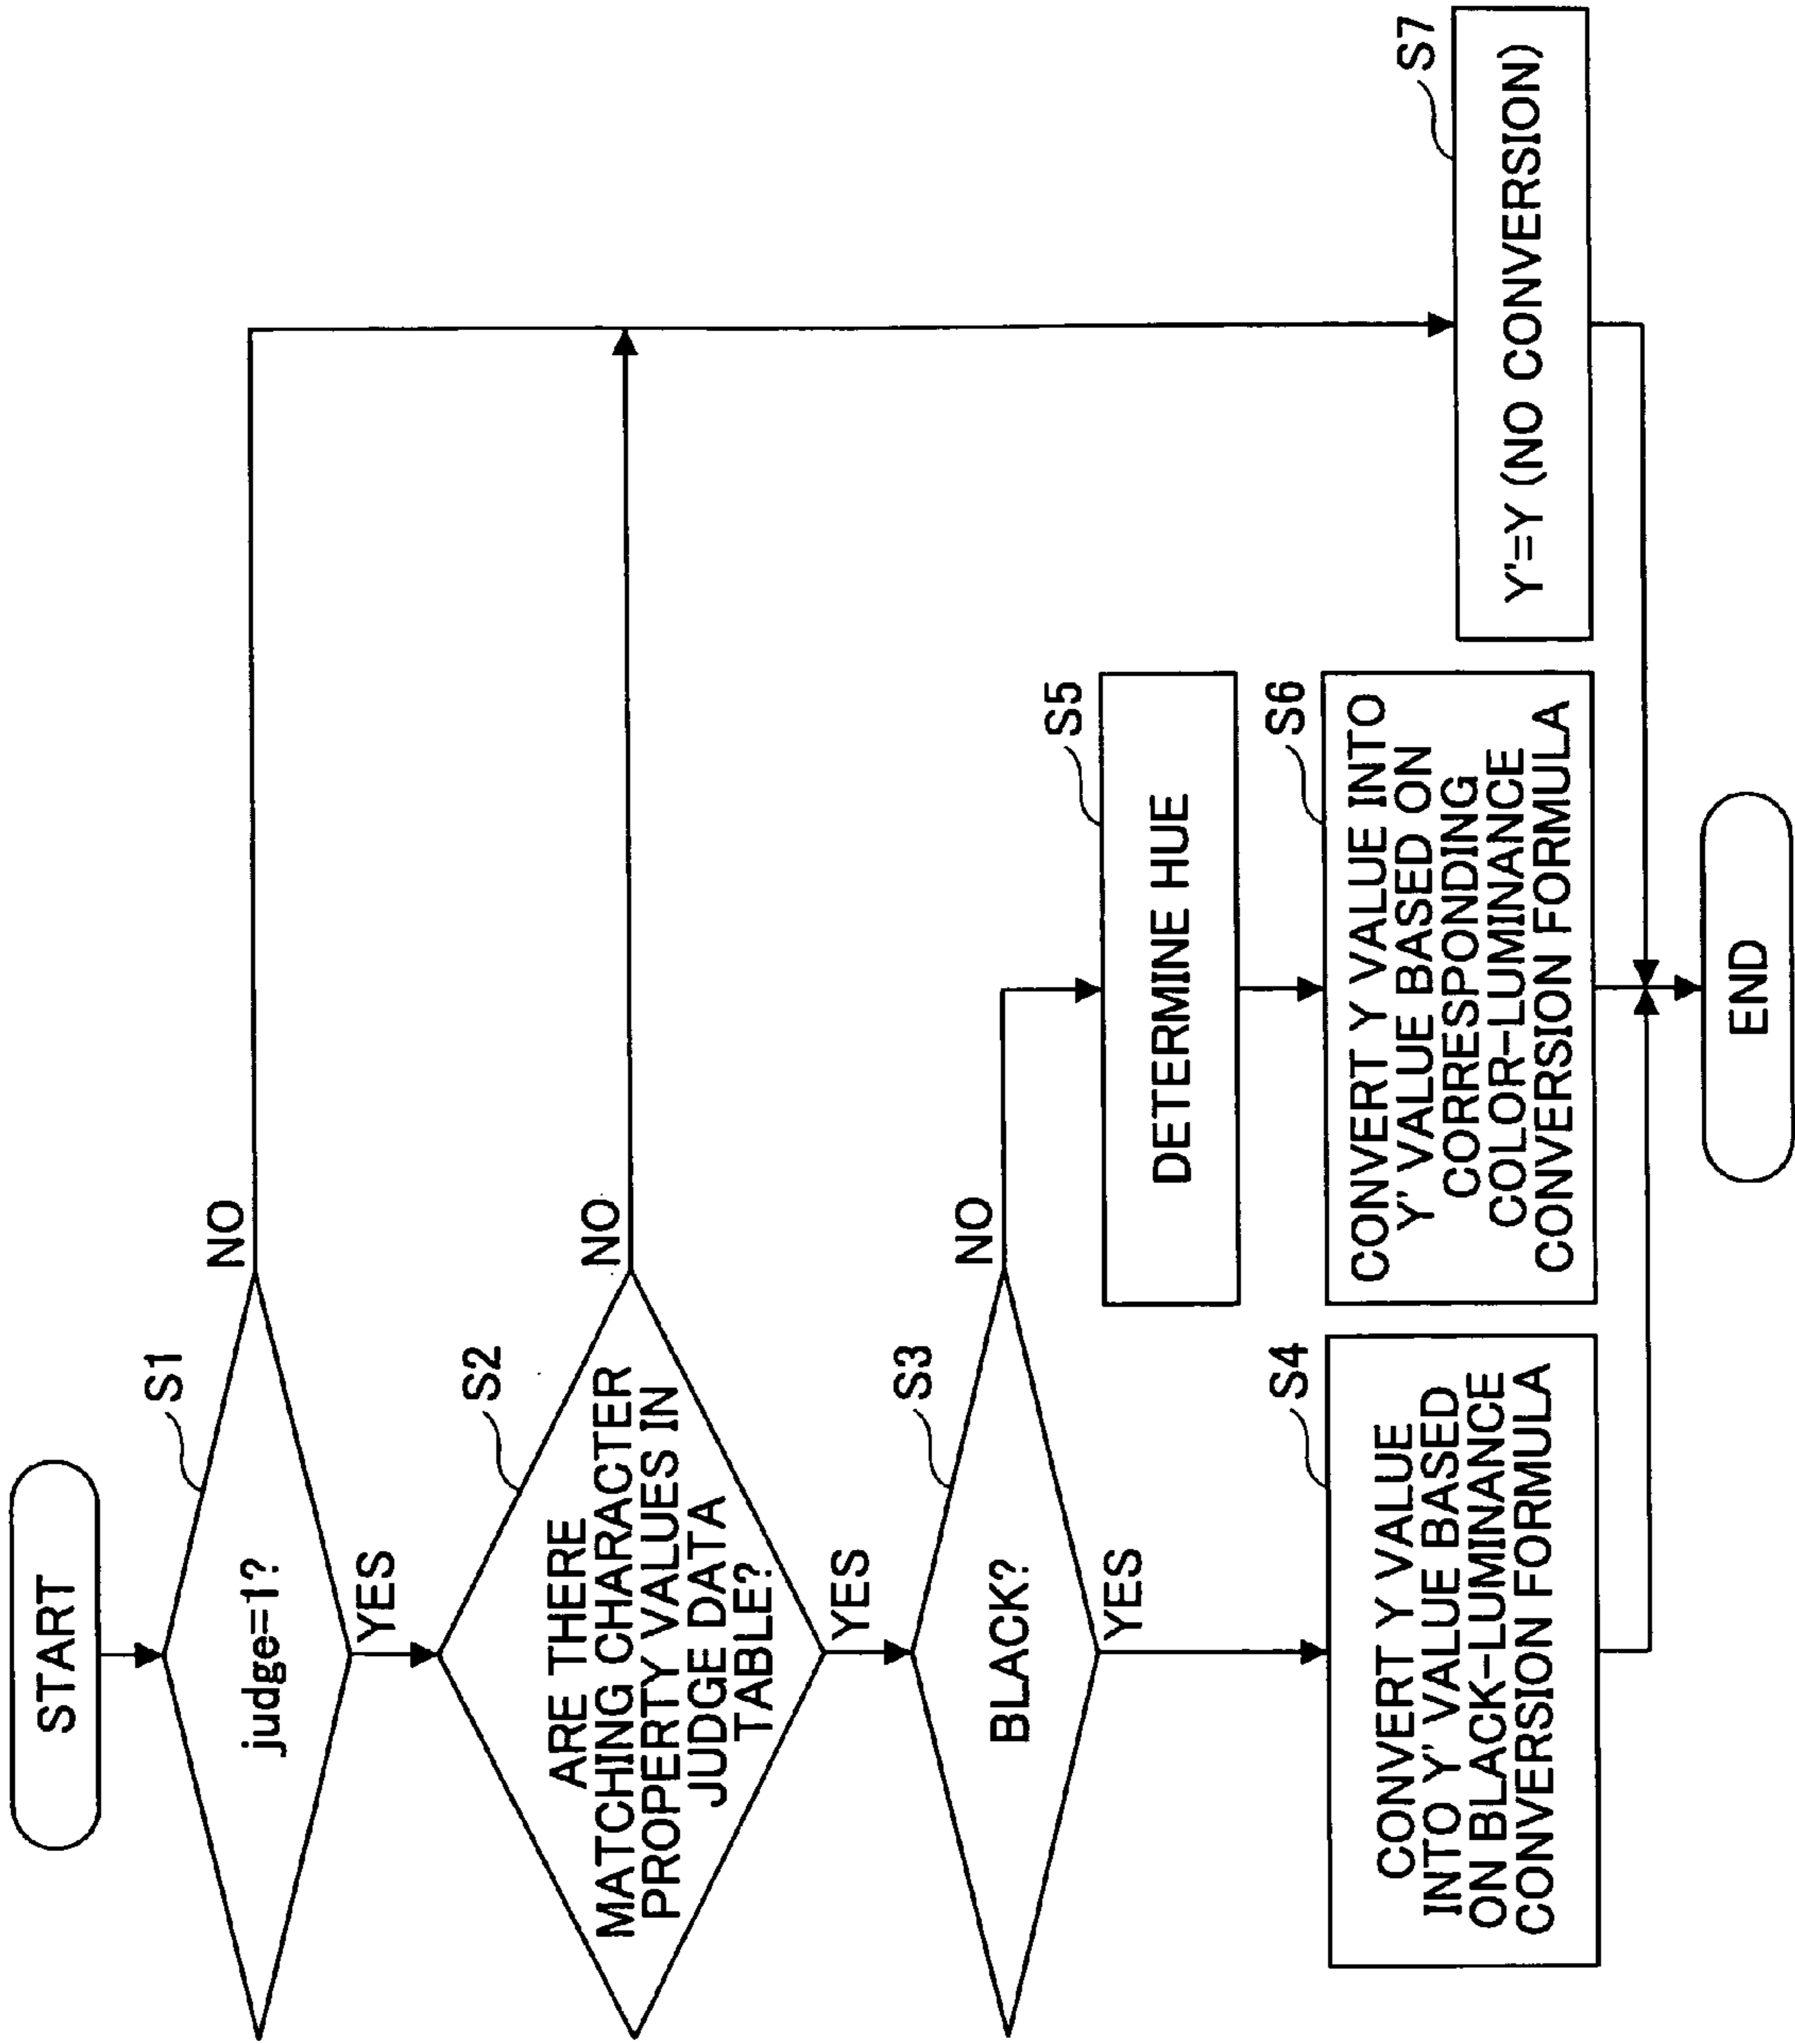 START
S1
judge=1?
NO
YES
S2
ARE THERE
MATCHING CHARACTER
PROPERTY VALUES IN
JUDGE DATA
TABLE?
NO
YES
S3
BLACK?
NO
YES
S4
CONVERT Y VALUE
INTO Y' VALUE BASED
ON BLACK-LUMINANCE
CONVERSION FORMULA
S5
DETERMINE HUE
S6
CONVERT Y VALUE INTO
Y' VALUE BASED ON
CORRESPONDING
COLOR-LUMINANCE
CONVERSION FORMULA
S7
Y'=Y (NO CONVERSION)
END